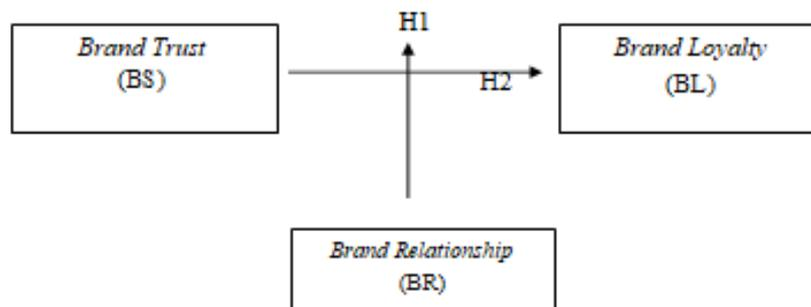 H1
Brand Trust
(BS)
H2
Brand Loyalty
(BL)
Brand Relationship
(BR)